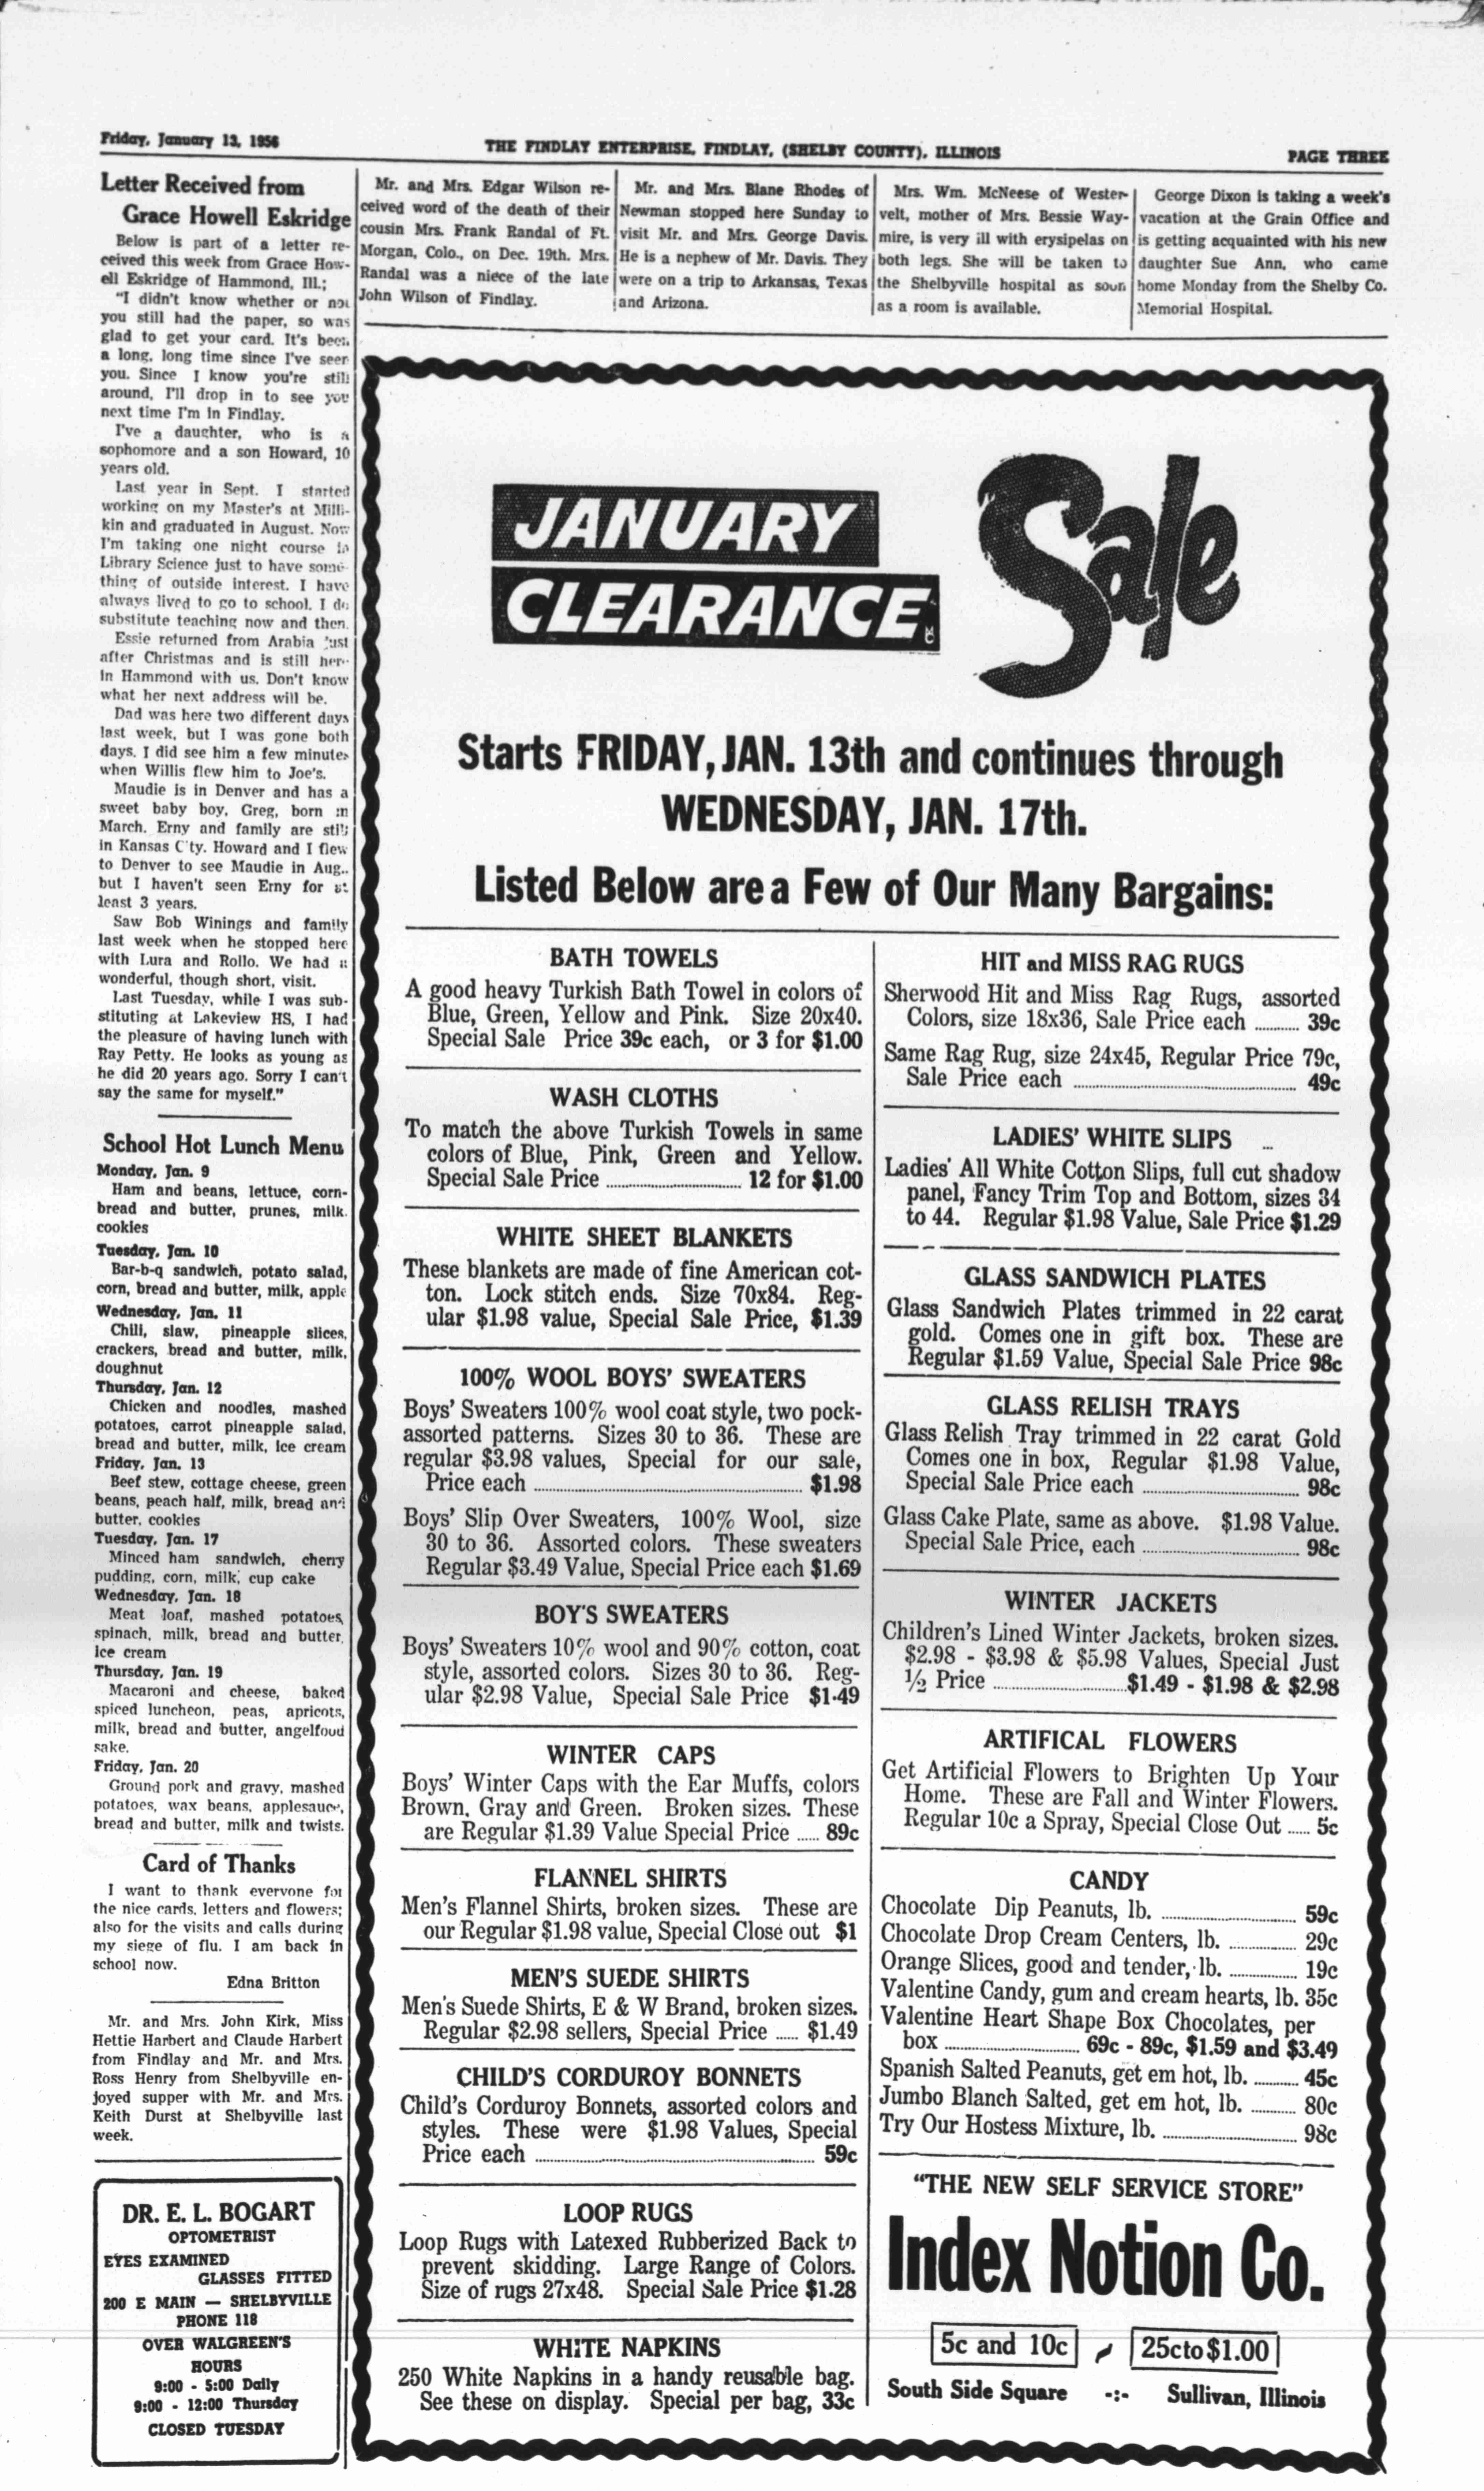 Friday, January 13, 1956
THE FINDLAY ENTERPRISE, FINDLAY, (SHELBY COUNTY), ILLINOIS
PAGE THREE
Letter Received from
Grace Howell Eskridge
Below is part of a letter re-
ceived this week from Grace How-
ell Eskridge of Hammond, Ill.;
"I didn't know whether or not
you still had the paper, so was
glad to get your card. It's been
a long, long time since I've seen
you. Since I know you're still
around, I'll drop in to see you
next time I'm in Findlay.
I've a daughter, who is a
sophomore and a son Howard, 10
years old.
Last year in Sept. I started
working on my Master's at Milli-
kin and graduated in August. Now
I'm taking one night course in
Library Science just to have some-
thing of outside interest. I have
always lived to go to school. I do
substitute teaching now and then.
Essie returned from Arabia just
after Christmas and is still here
in Hammond with us. Don't know
what her next address will be.
Dad was here two different days
last week, but I was gone both
days. I did see him a few minutes
when Willis flew him to Joe's.
Maudie is in Denver and has a
sweet baby boy, Greg, born in
March. Erny and family are still
in Kansas City. Howard and I flew
to Denver to see Maudie in Aug.,
but I haven't seen Erny for at
least 3 years.
Saw Bob Winings and family
last week when he stopped here
with Lura and Rollo. We had a
wonderful, though short, visit.
Last Tuesday, while I was sub-
stituting at Lakeview HS, I had
the pleasure of having lunch with
Ray Petty. He looks as young as
he did 20 years ago. Sorry I can't
say the same for myself."
School Hot Lunch Menu
Monday, Jan. 9
Ham and beans, lettuce, corn-
bread and butter, prunes, milk,
cookies
Tuesday, Jan. 10
Bar-b-q sandwich, potato salad,
corn, bread and butter, milk, apple
Wednesday, Jan. 11
Chili, slaw, pineapple slices,
crackers, bread and butter, milk,
doughnut
Thursday, Jan. 12
Chicken and noodles, mashed
potatoes, carrot pineapple salad,
bread and butter, milk, ice cream
Friday, Jan. 13
Beef stew, cottage cheese, green
beans, peach half, milk, bread and
butter, cookies
Tuesday, Jan. 17
Minced ham sandwich, cherry
pudding, corn, milk, cup cake
Wednesday, Jan. 18
Meat loaf, mashed potatoes,
spinach, milk, bread and butter,
ice cream
Thursday, Jan. 19
Macaroni and cheese, baked
spiced luncheon, peas, apricots,
milk, bread and butter, angelfood
sake.
Friday, Jan. 20
Ground pork and gravy, mashed
potatoes, wax beans, applesauce,
bread and butter, milk and twists.
Card of Thanks
I want to thank everyone for
the nice cards, letters and flowers;
also for the visits and calls during
my siege of flu. I am back in
school now.
Edna Britton
Mr. and Mrs. John Kirk, Miss
Hettie Harbert and Claude Harbert
from Findlay and Mr. and Mrs.
Ross Henry from Shelbyville en-
joyed supper with Mr. and Mrs.
Keith Durst at Shelbyville last
week.
DR. E. L. BOGART
OPTOMETRIST
EYES EXAMINED
GLASSES FITTED
200 E MAIN — SHELBYVILLE
PHONE 118
OVER WALGREEN'S
HOURS
9:00 - 5:00 Daily
9:00 - 12:00 Thursday
CLOSED TUESDAY
Mr. and Mrs. Edgar Wilson re-
ceived word of the death of their
cousin Mrs. Frank Randal of Ft.
Morgan, Colo., on Dec. 19th. Mrs.
Randal was a niece of the late
John Wilson of Findlay.
Mr. and Mrs. Blane Rhodes of
Newman stopped here Sunday to
visit Mr. and Mrs. George Davis.
He is a nephew of Mr. Davis. They
were on a trip to Arkansas, Texas
and Arizona.
Mrs. Wm. McNeese of Wester-
velt, mother of Mrs. Bessie Way-
mire, is very ill with erysipelas on
both legs. She will be taken to
the Shelbyville hospital as soon
as a room is available.
George Dixon is taking a week's
vacation at the Grain Office and
is getting acquainted with his new
daughter Sue Ann, who came
home Monday from the Shelby Co.
Memorial Hospital.
JANUARY
CLEARANCE
Sale
Starts FRIDAY, JAN. 13th and continues through
WEDNESDAY, JAN. 17th.
Listed Below are a Few of Our Many Bargains:
BATH TOWELS
A good heavy Turkish Bath Towel in colors of
Blue, Green, Yellow and Pink. Size 20x40.
Special Sale Price 39c each, or 3 for $1.00
WASH CLOTHS
To match the above Turkish Towels in same
colors of Blue, Pink, Green and Yellow.
Special Sale Price ........ 12 for $1.00
WHITE SHEET BLANKETS
These blankets are made of fine American cot-
ton. Lock stitch ends. Size 70x84. Reg-
ular $1.98 value, Special Sale Price, $1.39
100% WOOL BOYS' SWEATERS
Boys' Sweaters 100% wool coat style, two pock-
assorted patterns. Sizes 30 to 36. These are
regular $3.98 values, Special for our sale,
Price each ........ $1.98
Boys' Slip Over Sweaters, 100% Wool, size
30 to 36. Assorted colors. These sweaters
Regular $3.49 Value, Special Price each $1.69
BOY'S SWEATERS
Boys' Sweaters 10% wool and 90% cotton, coat
style, assorted colors. Sizes 30 to 36. Reg-
ular $2.98 Value, Special Sale Price $1.49
WINTER CAPS
Boys' Winter Caps with the Ear Muffs, colors
Brown, Gray and Green. Broken sizes. These
are Regular $1.39 Value Special Price ..... 89c
FLANNEL SHIRTS
Men's Flannel Shirts, broken sizes. These are
our Regular $1.98 value, Special Close out $1
MEN'S SUEDE SHIRTS
Men's Suede Shirts, E & W Brand, broken sizes.
Regular $2.98 sellers, Special Price ..... $1.49
CHILD'S CORDUROY BONNETS
Child's Corduroy Bonnets, assorted colors and
styles. These were $1.98 Values, Special
Price each ........ 59c
LOOP RUGS
Loop Rugs with Latexed Rubberized Back to
prevent skidding. Large Range of Colors.
Size of rugs 27x48. Special Sale Price $1.28
WHITE NAPKINS
250 White Napkins in a handy reusable bag.
See these on display. Special per bag, 33c
HIT and MISS RAG RUGS
Sherwood Hit and Miss Rag Rugs, assorted
Colors, size 18x36, Sale Price each ........ 39c
Same Rag Rug, size 24x45, Regular Price 79c,
Sale Price each ........ 49c
LADIES' WHITE SLIPS
Ladies' All White Cotton Slips, full cut shadow
panel, Fancy Trim Top and Bottom, sizes 34
to 44. Regular $1.98 Value, Sale Price $1.29
GLASS SANDWICH PLATES
Glass Sandwich Plates trimmed in 22 carat
gold. Comes one in gift box. These are
Regular $1.59 Value, Special Sale Price 98c
GLASS RELISH TRAYS
Glass Relish Tray trimmed in 22 carat Gold
Comes one in box, Regular $1.98 Value,
Special Sale Price each ........ 98c
Glass Cake Plate, same as above. $1.98 Value.
Special Sale Price, each ........ 98c
WINTER JACKETS
Children's Lined Winter Jackets, broken sizes.
$2.98 - $3.98 & $5.98 Values, Special Just
½ Price ........ $1.49 - $1.98 & $2.98
ARTIFICAL FLOWERS
Get Artificial Flowers to Brighten Up Your
Home. These are Fall and Winter Flowers.
Regular 10c a Spray, Special Close Out ..... 5c
CANDY
Chocolate Dip Peanuts, lb. ........ 59c
Chocolate Drop Cream Centers, lb. ........ 29c
Orange Slices, good and tender, lb. ........ 19c
Valentine Candy, gum and cream hearts, lb. 35c
Valentine Heart Shape Box Chocolates, per
box ........ 69c - 89c, $1.59 and $3.49
Spanish Salted Peanuts, get em hot, lb. ........ 45c
Jumbo Blanch Salted, get em hot, lb. ........ 80c
Try Our Hostess Mixture, lb. ........ 98c
"THE NEW SELF SERVICE STORE"
Index Notion Co.
5c and 10c - 25c to $1.00
South Side Square -:- Sullivan, Illinois